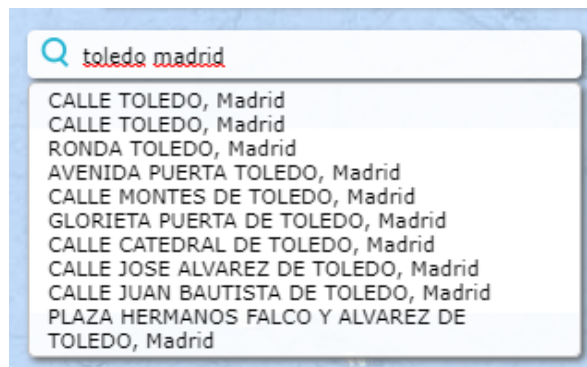 toledo madrid
CALLE TOLEDO, Madrid
CALLE TOLEDO, Madrid
RONDA TOLEDO, Madrid
AVENIDA PUERTA TOLEDO, Madrid
CALLE MONTES DE TOLEDO, Madrid
GLORIETA PUERTA DE TOLEDO, Madrid
CALLE CATEDRAL DE TOLEDO, Madrid
CALLE JOSE ALVAREZ DE TOLEDO, Madrid
CALLE JUAN BAUTISTA DE TOLEDO, Madrid
PLAZA HERMANOS FALCO Y ALVAREZ DE
TOLEDO, Madrid